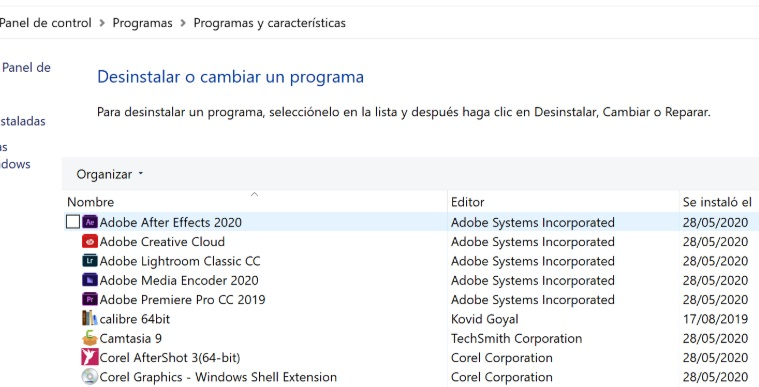 Panel de control > Programas > Programas y características
Panel de
Desinstalar o cambiar un programa
Para desinstalar un programa, selecciónelo en la lista y después haga clic en Desinstalar, Cambiar o Reparar.
staladas
as
dows
Organizar
Nombre Editor Se instaló el
Ae Adobe After Effects 2020 Adobe Systems Incorporated 28/05/2020
Adobe Creative Cloud Adobe Systems Incorporated 28/05/2020
Lr Adobe Lightroom Classic CC Adobe Systems Incorporated 28/05/2020
Adobe Media Encoder 2020 Adobe Systems Incorporated 28/05/2020
Pr Adobe Premiere Pro CC 2019 Adobe Systems Incorporated 28/05/2020
calibre 64bit Kovid Goyal 17/08/2019
Camtasia 9 TechSmith Corporation 28/05/2020
Corel AfterShot 3(64-bit) Corel Corporation 28/05/2020
Corel Graphics - Windows Shell Extension Corel Corporation 28/05/2020